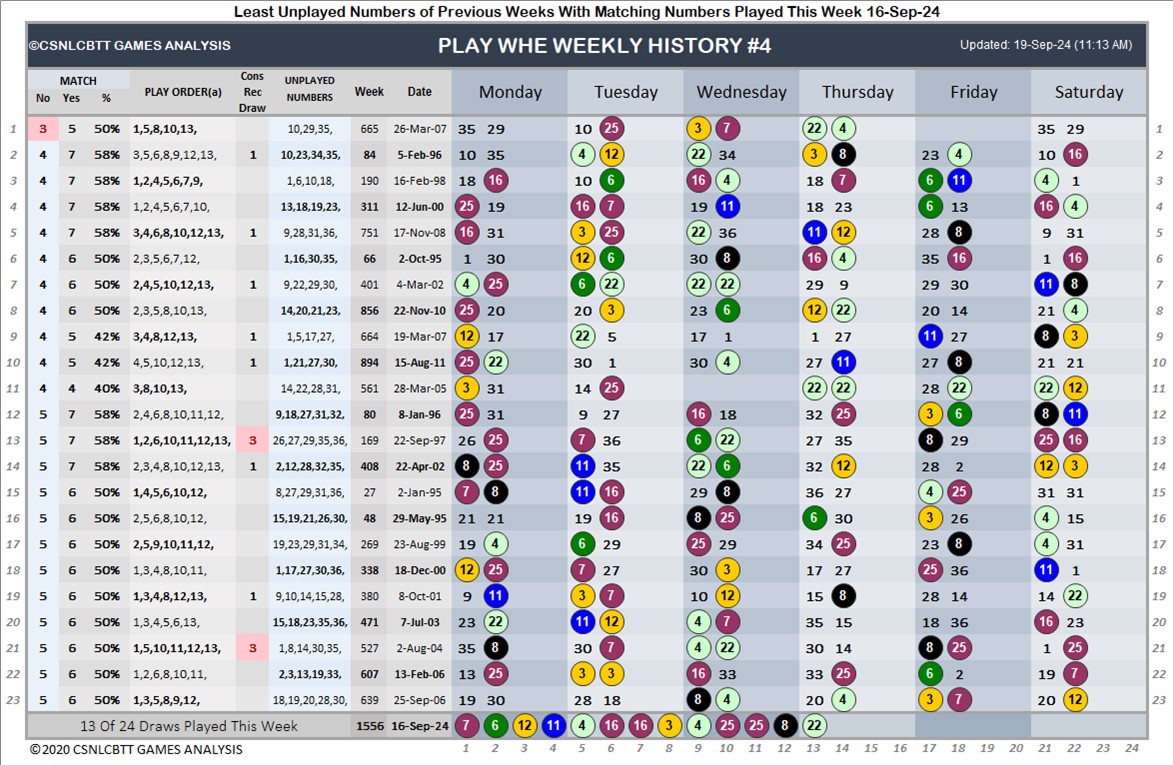 Least Unplayed Numbers of Previous Weeks With Matching Numbers Played This Week 16-Sep-24
©CSNLCBTT GAMES ANALYSIS PLAY WHE WEEKLY HISTORY #4 Updated: 19-Sep-24 (11:13 AM)
MATCH
No Yes % PLAY ORDER(a) Cons Rec Draw UNPLAYED NUMBERS Week Date Monday Tuesday Wednesday Thursday Friday Saturday
1 3 5 50% 1,5,8,10,13, 10,29,35, 665 26-Mar-07 35 29 10 25 3 7 22 4 35 29 1
2 4 7 58% 3,5,6,8,9,12,13, 1 10,23,34,35, 84 5-Feb-96 10 35 4 12 22 34 3 8 23 4 10 16 2
3 4 7 58% 1,2,4,5,6,7,9, 1,6,10,18, 190 16-Feb-98 18 16 10 6 16 4 18 7 6 11 4 1 3
4 4 7 58% 1,2,4,5,6,7,10, 13,18,19,23, 311 12-Jun-00 25 19 16 7 19 11 18 23 6 13 16 4 4
5 4 7 58% 3,4,6,8,10,12,13, 1 9,28,31,36, 751 17-Nov-08 16 31 3 25 22 36 11 12 28 8 9 31 5
6 4 6 50% 2,3,5,6,7,12, 1,16,30,35, 66 2-Oct-95 1 30 12 6 30 8 16 4 35 16 1 16 6
7 4 6 50% 2,4,5,10,12,13, 1 9,22,29,30, 401 4-Mar-02 4 25 6 22 22 22 29 9 29 30 11 8 7
8 4 6 50% 2,3,5,8,10,13, 14,20,21,23, 856 22-Nov-10 25 20 20 3 23 6 12 22 20 14 21 4 8
9 4 5 42% 3,4,8,12,13, 1 1,5,17,27, 664 19-Mar-07 12 17 22 5 17 1 1 27 11 27 8 3 9
10 4 5 42% 4,5,10,12,13, 1 1,21,27,30, 894 15-Aug-11 25 22 30 1 30 4 27 11 27 8 21 21 10
11 4 4 40% 3,8,10,13, 14,22,28,31, 561 28-Mar-05 3 31 14 25 22 22 28 22 22 12 11
12 5 7 58% 2,4,6,8,10,11,12, 9,18,27,31,32, 80 8-Jan-96 25 31 9 27 16 18 32 25 3 6 8 11 12
13 5 7 58% 1,2,6,10,11,12,13, 3 26,27,29,35,36, 169 22-Sep-97 26 25 7 36 6 22 27 35 8 29 25 16 13
14 5 7 58% 2,3,4,8,10,12,13, 1 2,12,28,32,35, 408 22-Apr-02 8 25 11 35 22 6 32 12 28 2 12 3 14
15 5 6 50% 1,4,5,6,10,12, 8,27,29,31,36, 27 2-Jan-95 7 8 11 16 29 8 36 27 4 25 31 31 15
16 5 6 50% 2,5,6,8,10,12, 15,19,21,26,30, 48 29-May-95 21 21 19 16 8 25 6 30 3 26 4 15 16
17 5 6 50% 2,5,9,10,11,12, 19,23,29,31,34, 269 23-Aug-99 19 4 6 29 25 29 34 25 23 8 4 31 17
18 5 6 50% 1,3,4,8,10,11, 1,17,27,30,36, 338 18-Dec-00 12 25 7 27 30 3 17 27 25 36 11 1 18
19 5 6 50% 1,3,4,8,12,13, 1 9,10,14,15,28, 380 8-Oct-01 9 11 3 7 10 12 15 8 28 14 14 22 19
20 5 6 50% 1,3,4,5,6,13, 15,18,23,35,36, 471 7-Jul-03 23 22 11 12 4 7 35 15 18 36 16 23 20
21 5 6 50% 1,5,10,11,12,13, 3 1,8,14,30,35, 527 2-Aug-04 35 8 30 7 4 22 30 14 8 25 1 25 21
22 5 6 50% 1,2,6,8,10,11, 2,3,13,19,33, 607 13-Feb-06 13 25 3 3 16 33 33 25 6 2 19 7 22
23 5 6 50% 1,3,5,8,9,12, 18,19,20,28,30, 639 25-Sep-06 19 30 28 18 8 4 20 4 3 7 20 12 23
13 Of 24 Draws Played This Week 1556 16-Sep-24 7 6 12 11 4 16 16 3 4 25 25 8 22
© 2020 CSNLCBTT GAMES ANALYSIS 1 2 3 4 5 6 7 8 9 10 11 12 13 14 15 16 17 18 19 20 21 22 23 24